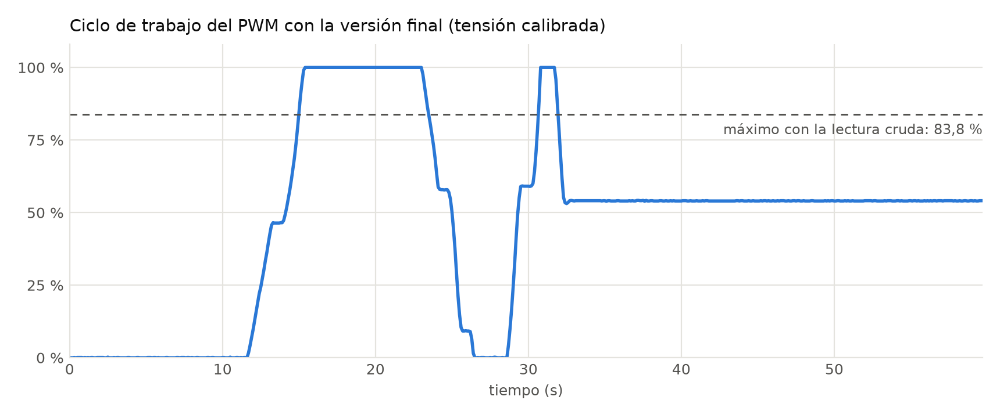 Ciclo de trabajo del PWM con la versión final (tensión calibrada)
100 %
75 %
50 %
25 %
0 %
máximo con la lectura cruda: 83,8 %
0 10 20 30 40 50
tiempo (s)